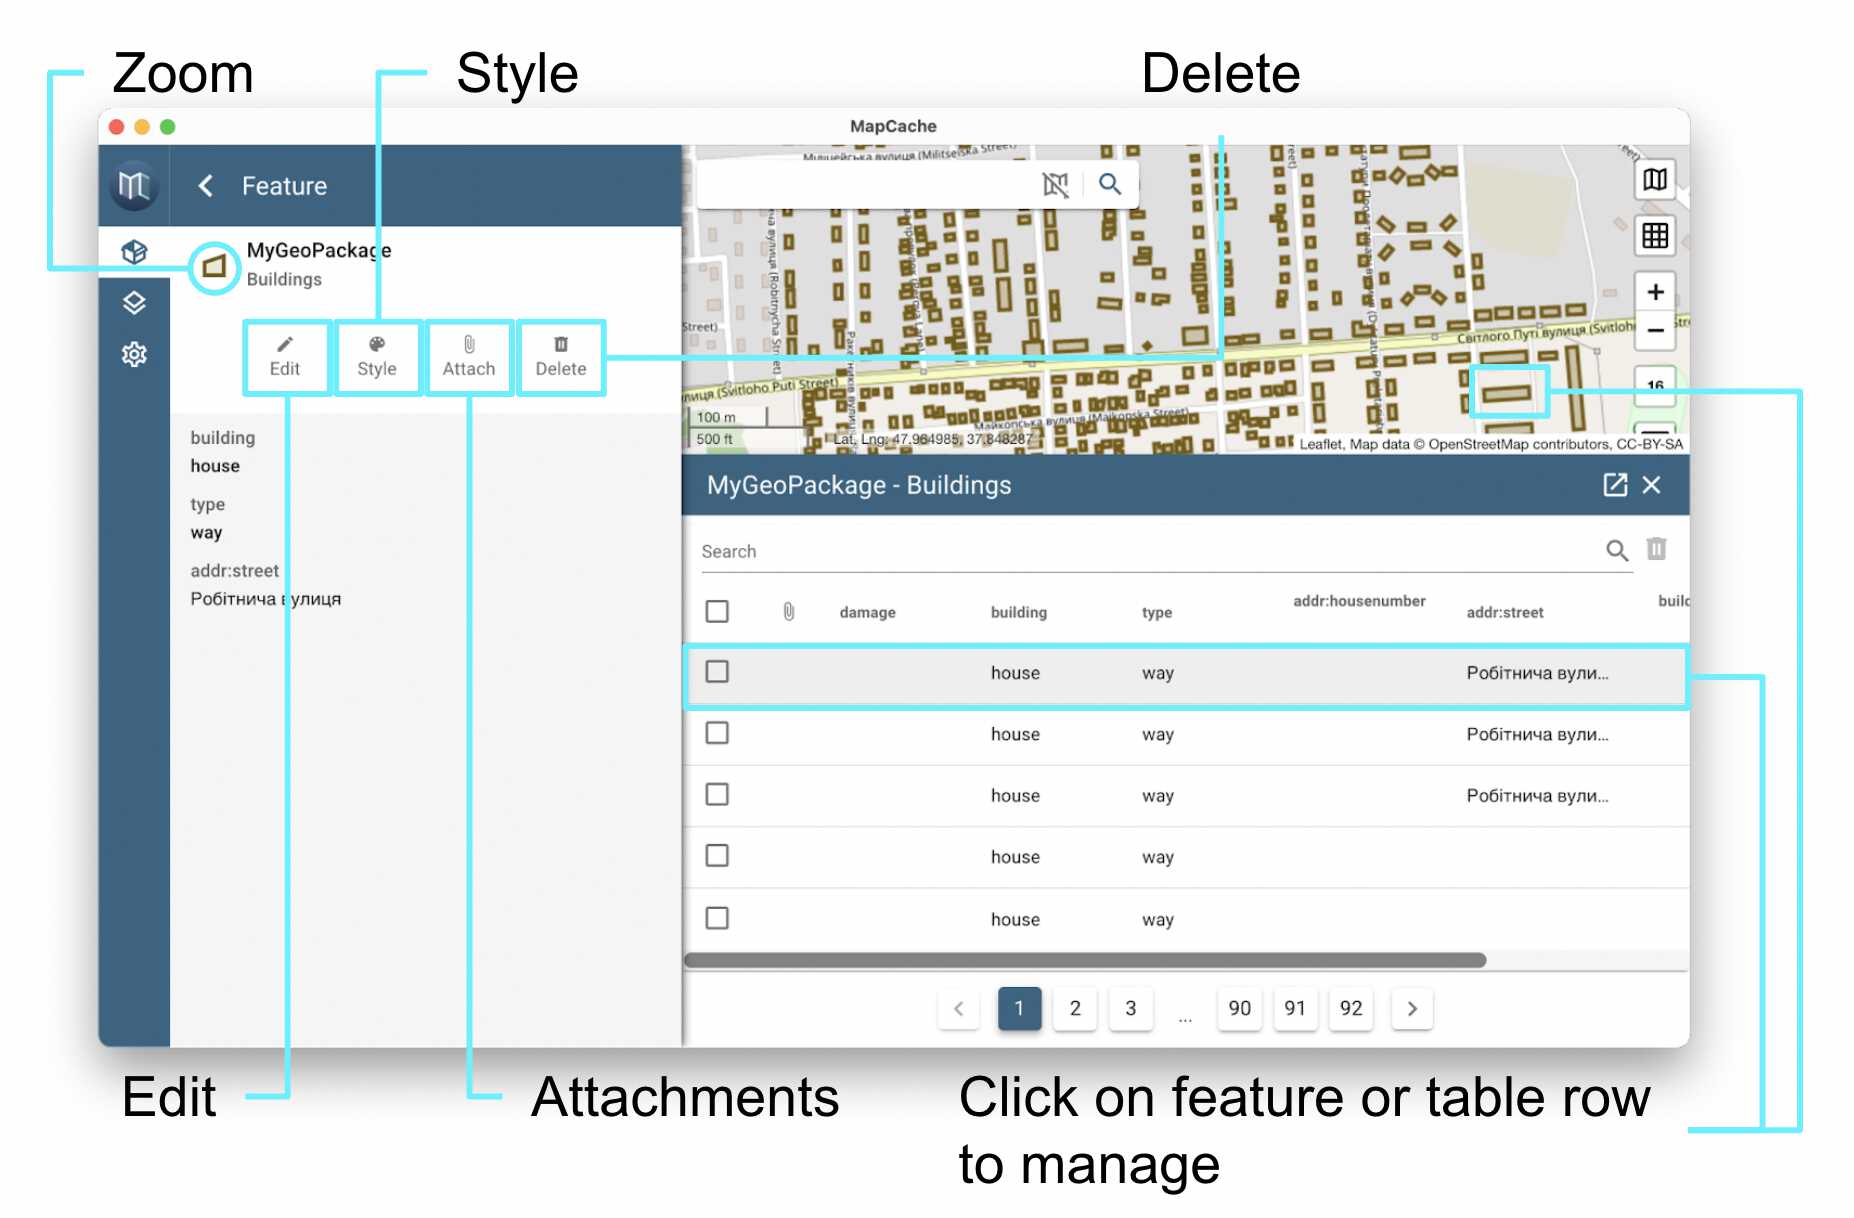 Zoom
Style
Delete
MapCache
Feature
MyGeoPackage
Buildings
Edit
Style
Attach
Delete
building
house
type
way
addr:street
Робітнича вулиця
Міліцейська вулиця (Militseiska Street)
Street)
(Robitnycha Street)
Світлого Путі вулиця (Svitloho
(Svitloho Puti Street)
Майкопська вулиця (Maikopska Street)
16
100 m
500 ft
Lat, Lng: 47.964985, 37.848287
Leaflet, Map data © OpenStreetMap contributors, CC-BY-SA
MyGeoPackage - Buildings
Search
damage building type addr:housenumber addr:street
house way Робітнича вули...
house way Робітнича вули...
house way Робітнича вули...
house way
house way
1 2 3 ... 90 91 92
Edit
Attachments
Click on feature or table row
to manage